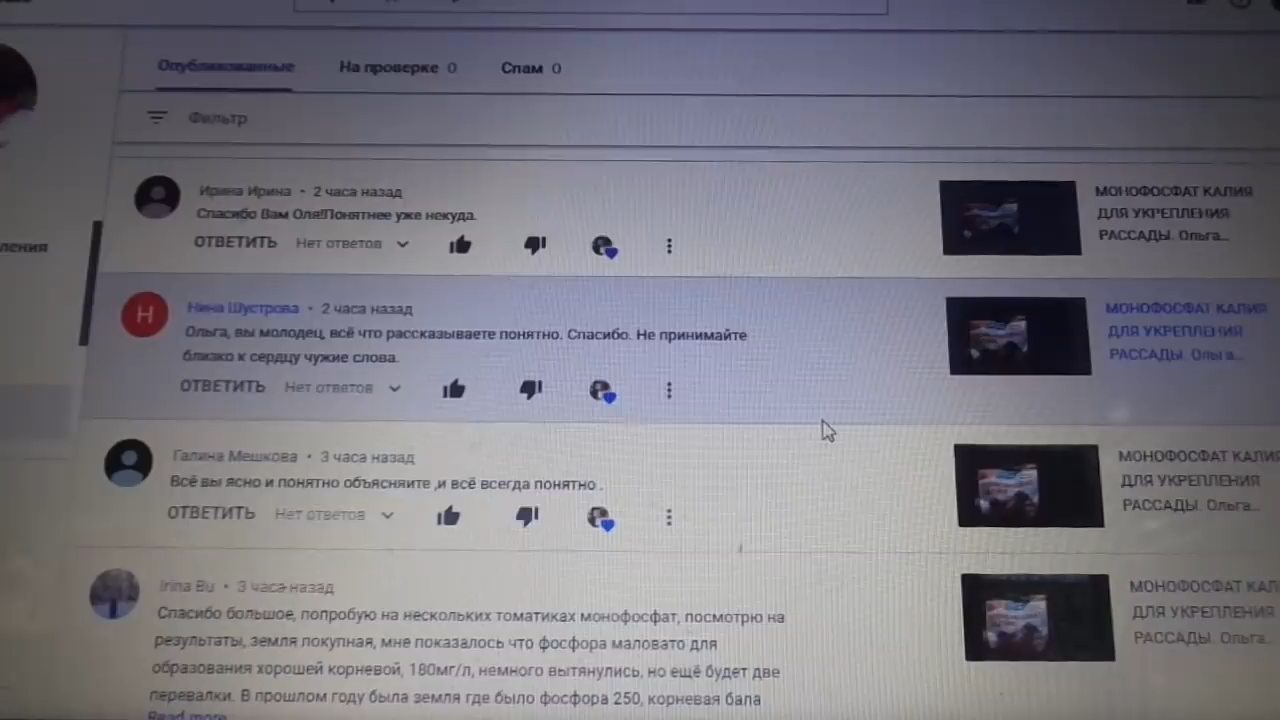 Опубликованные
На проверке 0
Спам 0
Фильтр
ления
Ирина Ирина • 2 часа назад
Спасибо Вам Оля!Понятнее уже некуда.
ОТВЕТИТЬ Нет ответов
МОНОФОСФАТ КАЛИЯ
ДЛЯ УКРЕПЛЕНИЯ
РАССАДЫ. Ольга...
Н
Нина Шустрова • 2 часа назад
Ольга, вы молодец, всё что рассказываете понятно. Спасибо. Не принимайте
близко к сердцу чужие слова.
ОТВЕТИТЬ Нет ответов
МОНОФОСФАТ КАЛИЯ
ДЛЯ УКРЕПЛЕНИЯ
РАССАДЫ. Ольга...
Галина Мешкова • 3 часа назад
Всё вы ясно и понятно объясняите ,и всё всегда понятно .
ОТВЕТИТЬ Нет ответов
МОНОФОСФАТ КАЛИЯ
ДЛЯ УКРЕПЛЕНИЯ
РАССАДЫ. Ольга...
Irina Bu • 3 часа назад
Спасибо большое, попробую на нескольких томатиках монофосфат, посмотрю на
результаты, земля покупная, мне показалось что фосфора маловато для
образования хорошей корневой, 180мг/л, немного вытянулись, но ещё будет две
перевалки. В прошлом году была земля где было фосфора 250, корневая бала
Read more
МОНОФОСФАТ КАЛ
ДЛЯ УКРЕПЛЕНИЯ
РАССАДЫ. Ольга...